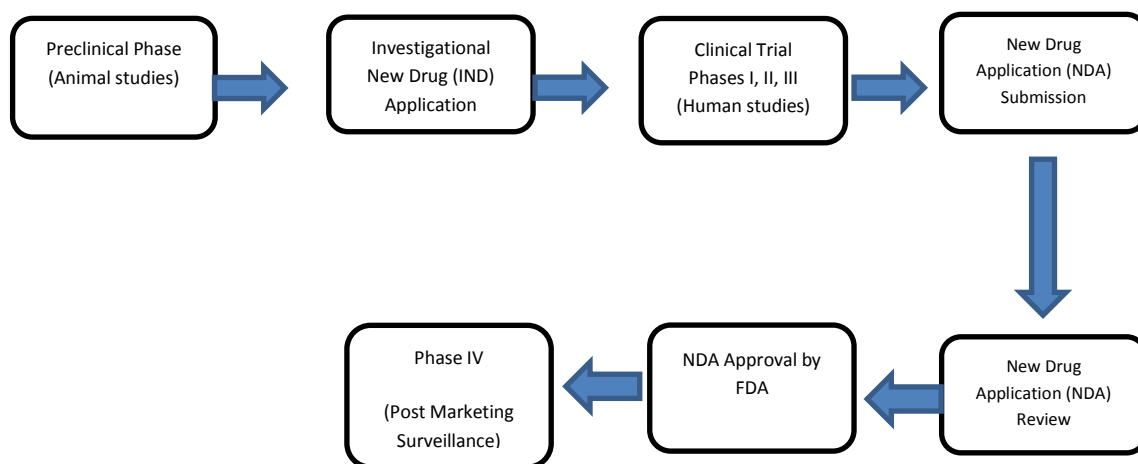 Preclinical Phase
(Animal studies)
Investigational
New Drug (IND)
Application
Clinical Trial
Phases I, II, III
(Human studies)
New Drug
Application (NDA)
Submission
New Drug
Application (NDA)
Review
NDA Approval by
FDA
Phase IV
(Post Marketing
Surveillance)